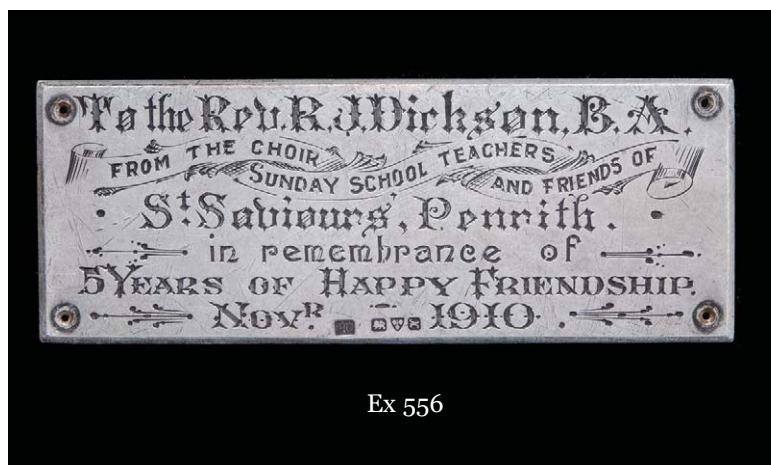 To the Rev. R. J. Dickson, B. A.
FROM THE CHOIR SUNDAY SCHOOL TEACHERS AND FRIENDS OF
St. Saviours', Penrith.
in remembrance of
5 YEARS OF HAPPY FRIENDSHIP.
NOVR. 1910.
Ex 556